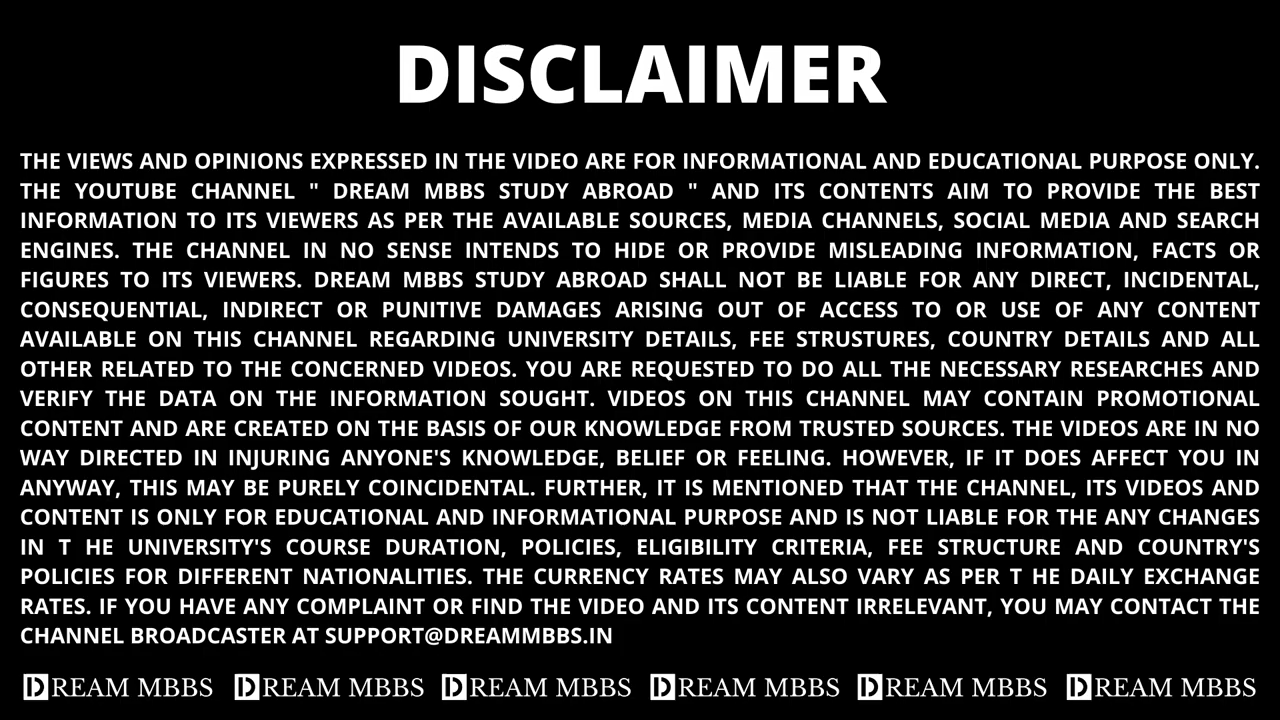 DISCLAIMER
THE VIEWS AND OPINIONS EXPRESSED IN THE VIDEO ARE FOR INFORMATIONAL AND EDUCATIONAL PURPOSE ONLY.
THE YOUTUBE CHANNEL " DREAM MBBS STUDY ABROAD " AND ITS CONTENTS AIM TO PROVIDE THE BEST
INFORMATION TO ITS VIEWERS AS PER THE AVAILABLE SOURCES, MEDIA CHANNELS, SOCIAL MEDIA AND SEARCH
ENGINES. THE CHANNEL IN NO SENSE INTENDS TO HIDE OR PROVIDE MISLEADING INFORMATION, FACTS OR
FIGURES TO ITS VIEWERS. DREAM MBBS STUDY ABROAD SHALL NOT BE LIABLE FOR ANY DIRECT, INCIDENTAL,
CONSEQUENTIAL, INDIRECT OR PUNITIVE DAMAGES ARISING OUT OF ACCESS TO OR USE OF ANY CONTENT
AVAILABLE ON THIS CHANNEL REGARDING UNIVERSITY DETAILS, FEE STRUSTURES, COUNTRY DETAILS AND ALL
OTHER RELATED TO THE CONCERNED VIDEOS. YOU ARE REQUESTED TO DO ALL THE NECESSARY RESEARCHES AND
VERIFY THE DATA ON THE INFORMATION SOUGHT. VIDEOS ON THIS CHANNEL MAY CONTAIN PROMOTIONAL
CONTENT AND ARE CREATED ON THE BASIS OF OUR KNOWLEDGE FROM TRUSTED SOURCES. THE VIDEOS ARE IN NO
WAY DIRECTED IN INJURING ANYONE'S KNOWLEDGE, BELIEF OR FEELING. HOWEVER, IF IT DOES AFFECT YOU IN
ANYWAY, THIS MAY BE PURELY COINCIDENTAL. FURTHER, IT IS MENTIONED THAT THE CHANNEL, ITS VIDEOS AND
CONTENT IS ONLY FOR EDUCATIONAL AND INFORMATIONAL PURPOSE AND IS NOT LIABLE FOR THE ANY CHANGES
IN T HE UNIVERSITY'S COURSE DURATION, POLICIES, ELIGIBILITY CRITERIA, FEE STRUCTURE AND COUNTRY'S
POLICIES FOR DIFFERENT NATIONALITIES. THE CURRENCY RATES MAY ALSO VARY AS PER T HE DAILY EXCHANGE
RATES. IF YOU HAVE ANY COMPLAINT OR FIND THE VIDEO AND ITS CONTENT IRRELEVANT, YOU MAY CONTACT THE
CHANNEL BROADCASTER AT SUPPORT@DREAMMBBS.IN
DREAM MBBS DREAM MBBS DREAM MBBS DREAM MBBS DREAM MBBS DREAM MBBS